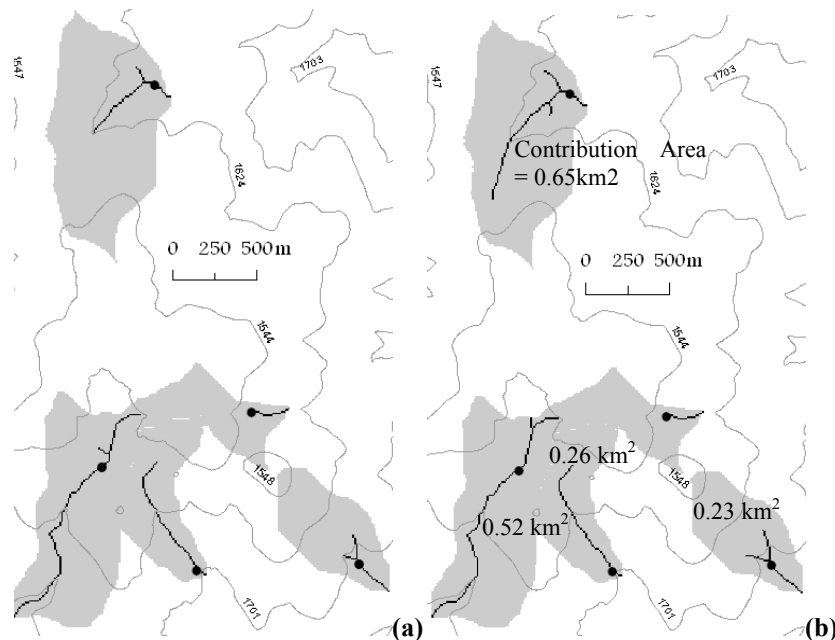 1547
1703
1624
0 250 500m
1544
1548
1701
(a)
1547
1703
Contribution Area
= 0.65km2
1624
0 250 500m
1544
0.26 km²
1548
0.23 km²
0.52 km²
1701
(b)